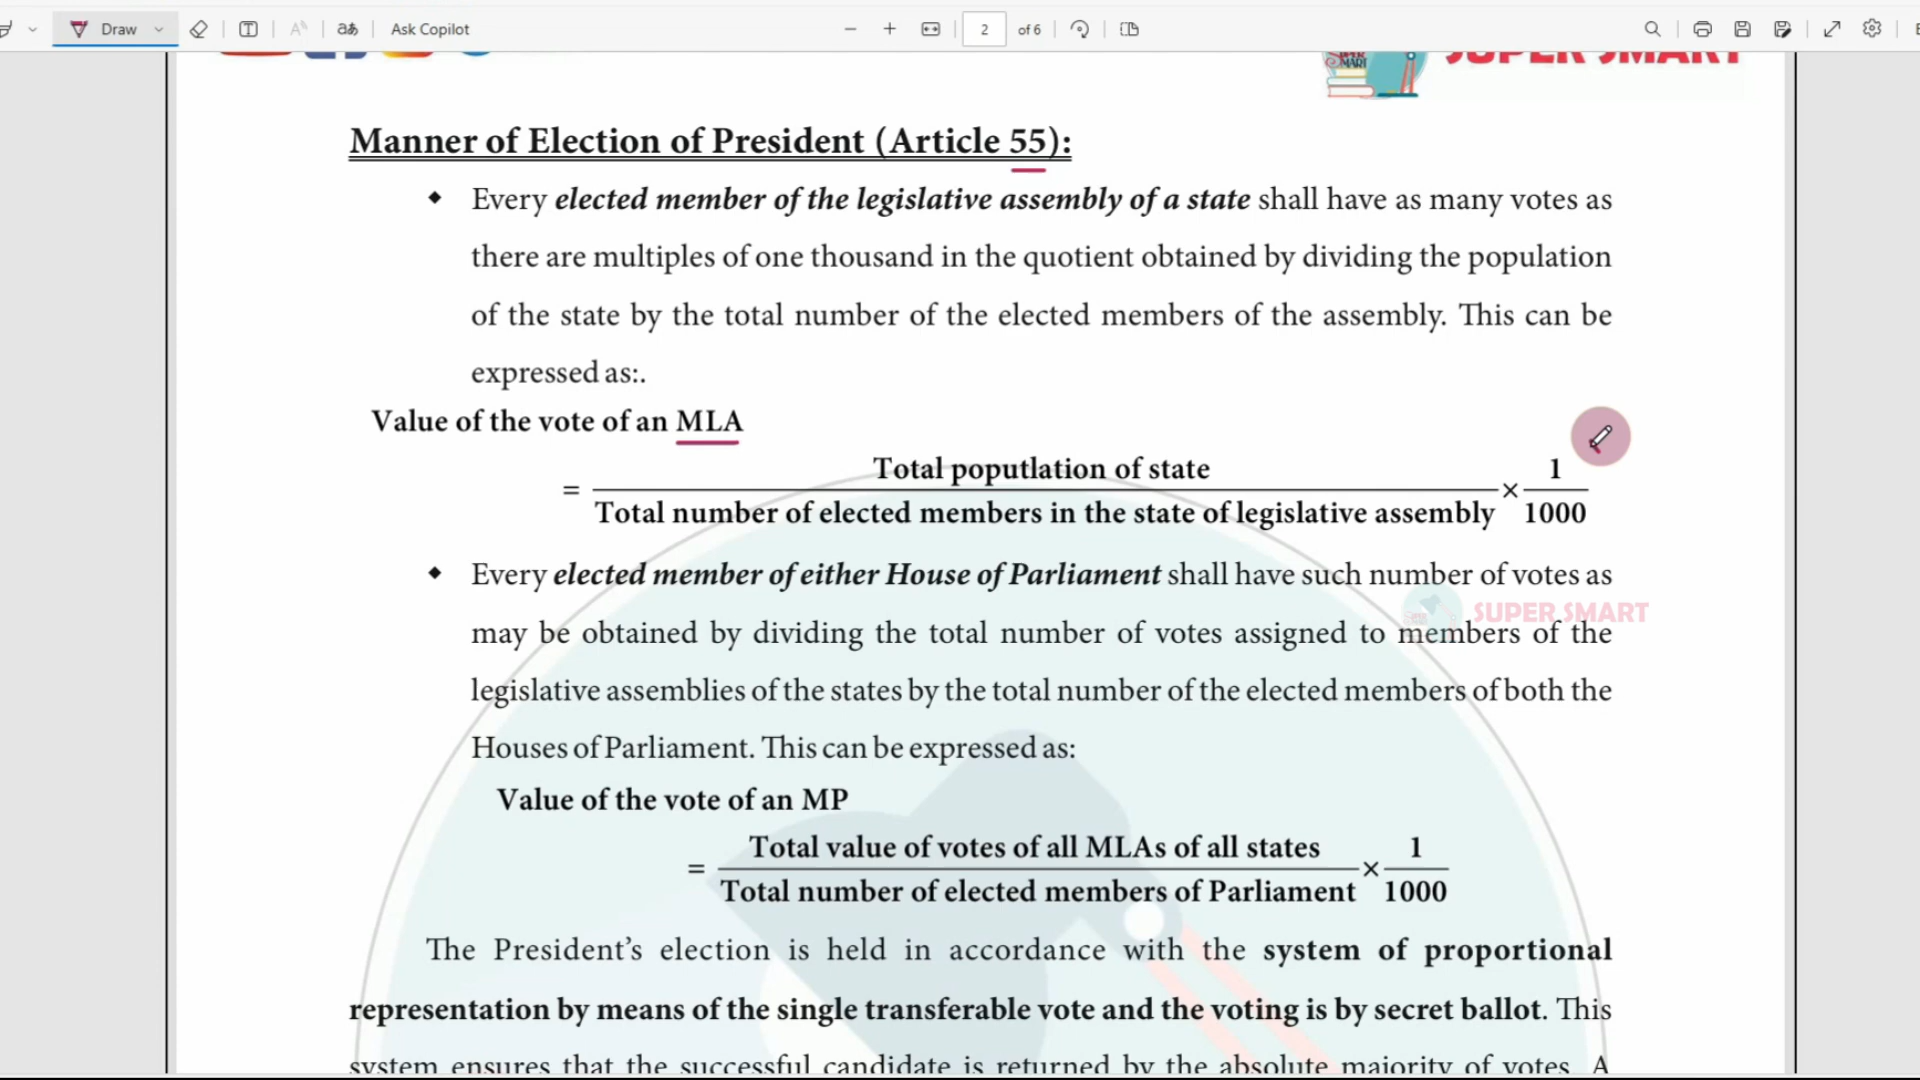 Draw
aあ
Ask Copilot
2 of 6
SMART
SUPER SMART
Manner of Election of President (Article 55):
Every elected member of the legislative assembly of a state shall have as many votes as
there are multiples of one thousand in the quotient obtained by dividing the population
of the state by the total number of the elected members of the assembly. This can be
expressed as:.
Value of the vote of an MLA
= Total poputlation of state / Total number of elected members in the state of legislative assembly × 1 / 1000
Every elected member of either House of Parliament shall have such number of votes as
SUPER SMART
may be obtained by dividing the total number of votes assigned to members of the
legislative assemblies of the states by the total number of the elected members of both the
Houses of Parliament. This can be expressed as:
Value of the vote of an MP
= Total value of votes of all MLAs of all states / Total number of elected members of Parliament × 1 / 1000
The President’s election is held in accordance with the system of proportional
representation by means of the single transferable vote and the voting is by secret ballot. This
system ensures that the successful candidate is returned by the absolute majority of votes. A